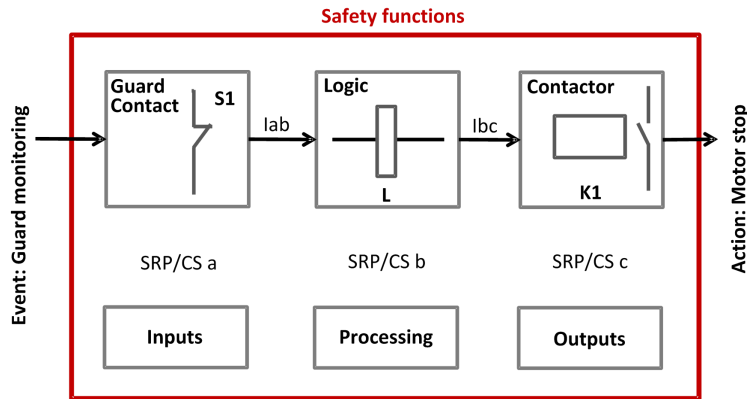 Safety functions
Event: Guard monitoring
Guard
Contact
S1
Iab
Logic
L
Ibc
Contactor
K1
Action: Motor stop
SRP/CS a
SRP/CS b
SRP/CS c
Inputs
Processing
Outputs